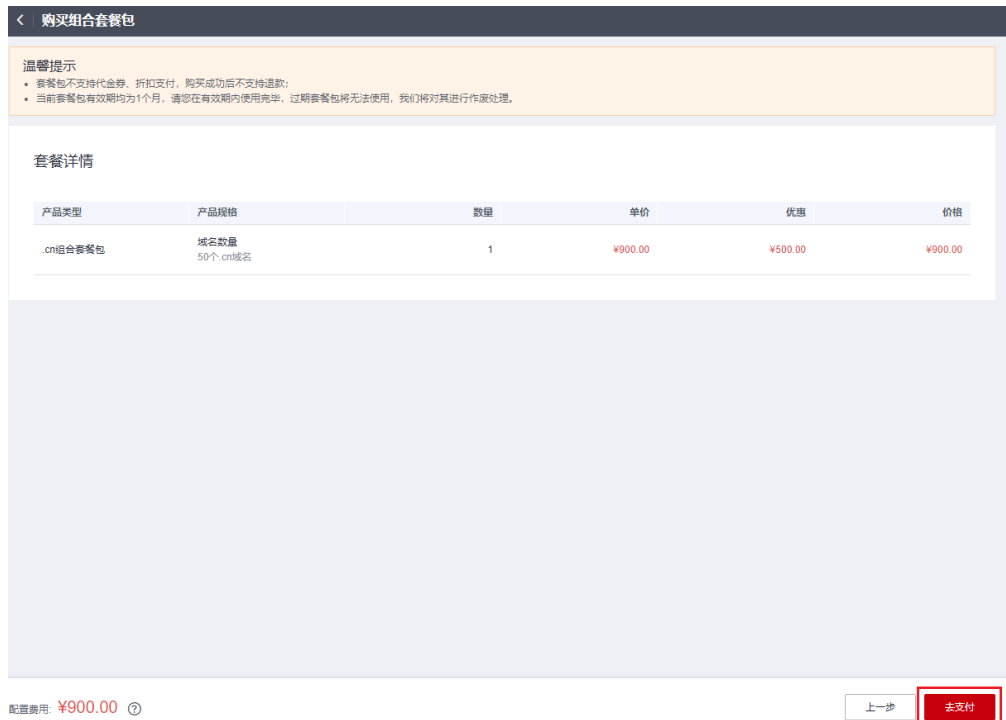 购买组合套餐包
温馨提示
• 套餐包不支持代金券、折扣支付，购买成功后不支持退款；
• 当前套餐包有效期均为1个月，请您在有效期内使用完毕，过期套餐包将无法使用，我们将对其进行作废处理。
套餐详情
产品类型 产品规格 数量 单价 优惠 价格
.cn组合套餐包 域名数量 1 ¥900.00 ¥500.00 ¥900.00
50个.cn域名
配置费用: ¥900.00 ? 上一步 去支付